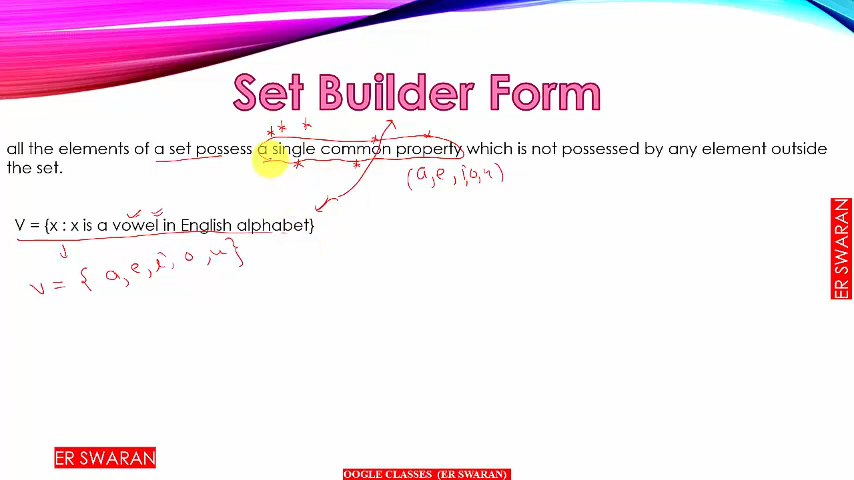 Set Builder Form
all the elements of a set possess a single common property which is not possessed by any element outside
the set.
(a, e, i, o, u)
V = {x : x is a vowel in English alphabet}
V = { a, e, i, o, u }
ER SWARAN
ER SWARAN
OOGLE CLASSES (ER SWARAN)